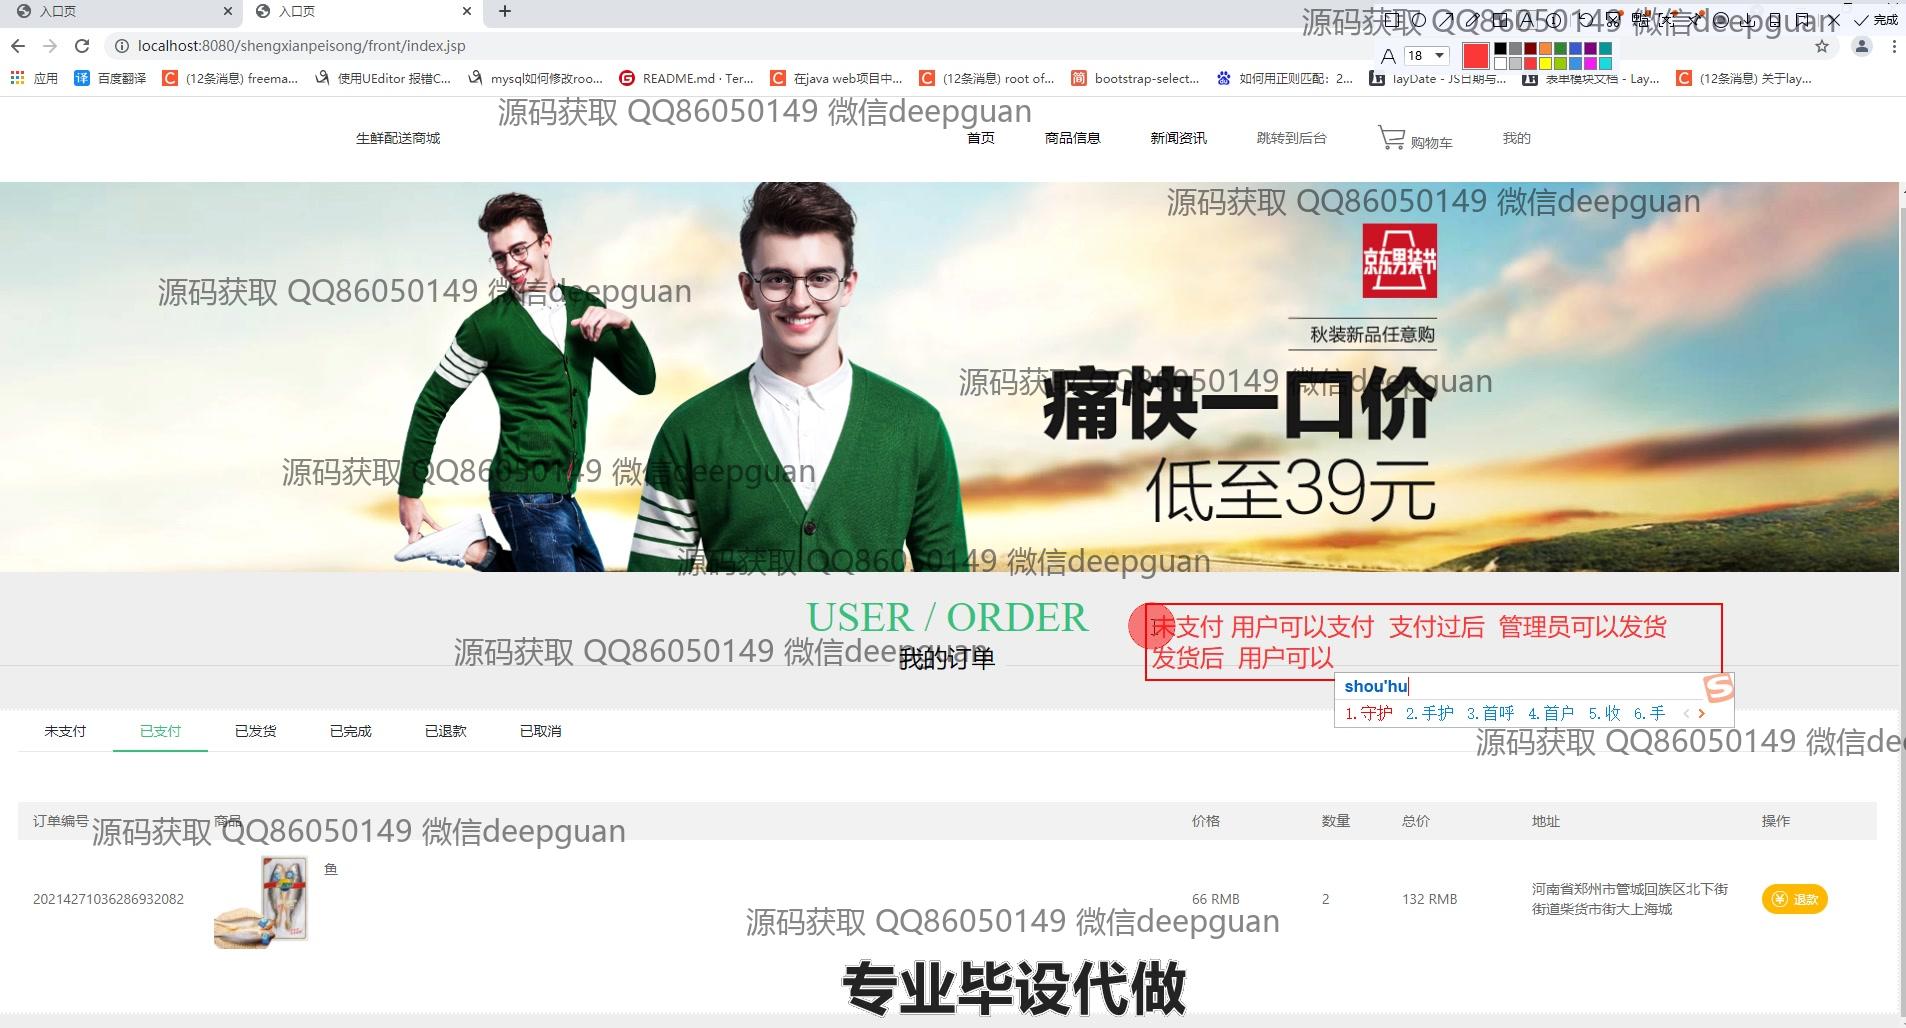 入口页
入口页
完成
localhost:8080/shengxianpeisong/front/index.jsp
18
应用
百度翻译
(12条消息) freema...
使用UEditor 报错C...
mysql如何修改roo...
README.md · Ter...
在java web项目中...
(12条消息) root of...
bootstrap-select...
如何用正则匹配：2...
layDate - JS日期与...
表单模块文档 - Lay...
(12条消息) 关于lay...
源码获取 QQ86050149 微信deepguan
源码获取 QQ86050149 微信deepguan
生鲜配送商城
首页
商品信息
新闻资讯
跳转到后台
购物车
我的
源码获取 QQ86050149 微信deepguan
京东男装节
源码获取 QQ86050149 微信deepguan
秋装新品任意购
源码获取 QQ86050149 微信deepguan
痛快一口价
源码获取 QQ86050149 微信deepguan
低至39元
源码获取 QQ86050149 微信deepguan
USER / ORDER
未支付 用户可以支付 支付过后 管理员可以发货
发货后 用户可以
源码获取 QQ86050149 微信deepguan
我的订单
shou'hu
1.守护 2.手护 3.首呼 4.首户 5.收 6.手
未支付
已支付
已发货
已完成
已退款
已取消
源码获取 QQ86050149 微信de
订单编号
商品
价格
数量
总价
地址
操作
源码获取 QQ86050149 微信deepguan
鱼
20214271036286932082
66 RMB
2
132 RMB
河南省郑州市管城回族区北下街
街道柴货市街大上海城
退款
源码获取 QQ86050149 微信deepguan
专业毕设代做